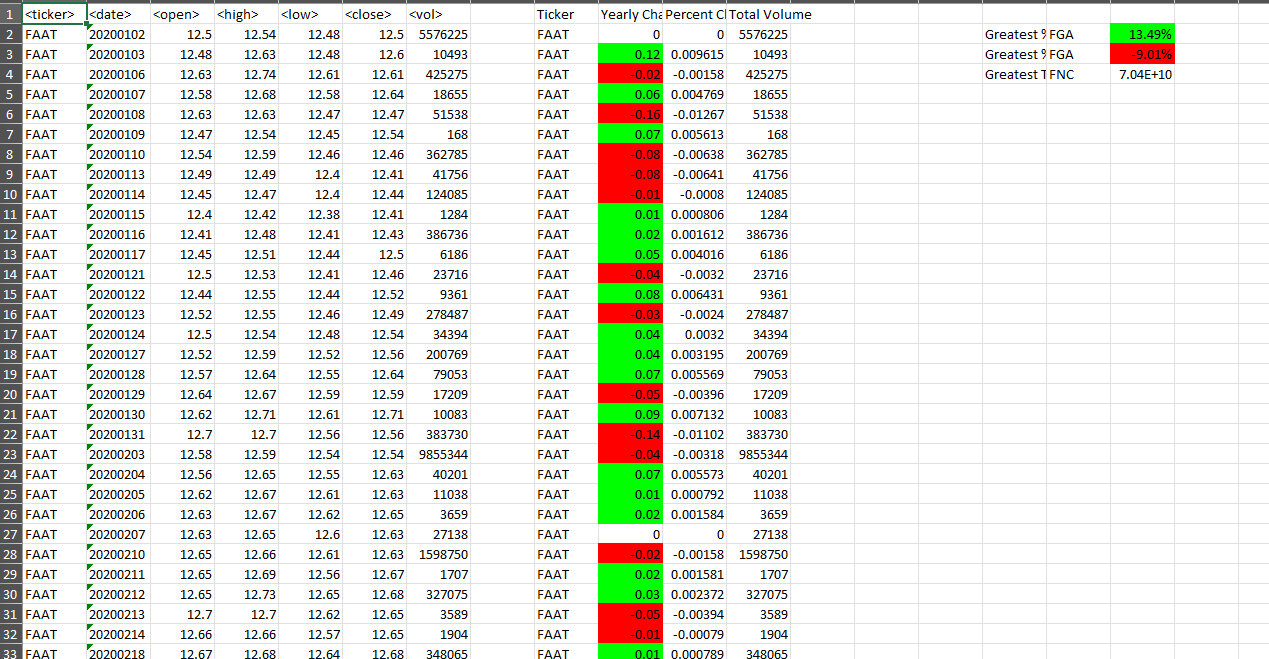 1 <ticker> <date> <open> <high> <low> <close> <vol> Ticker Yearly Cha Percent Cl Total Volume
2 FAAT 20200102 12.5 12.54 12.48 12.5 5576225 FAAT 0 0 5576225 Greatest % FGA 13.49%
3 FAAT 20200103 12.48 12.63 12.48 12.6 10493 FAAT 0.12 0.009615 10493 Greatest % FGA -9.01%
4 FAAT 20200106 12.63 12.74 12.61 12.61 425275 FAAT -0.02 -0.00158 425275 Greatest T FNC 7.04E+10
5 FAAT 20200107 12.58 12.68 12.58 12.64 18655 FAAT 0.06 0.004769 18655
6 FAAT 20200108 12.63 12.63 12.47 12.47 51538 FAAT -0.16 -0.01267 51538
7 FAAT 20200109 12.47 12.54 12.45 12.54 168 FAAT 0.07 0.005613 168
8 FAAT 20200110 12.54 12.59 12.46 12.46 362785 FAAT -0.08 -0.00638 362785
9 FAAT 20200113 12.49 12.49 12.4 12.41 41756 FAAT -0.08 -0.00641 41756
10 FAAT 20200114 12.45 12.47 12.4 12.44 124085 FAAT -0.01 -0.0008 124085
11 FAAT 20200115 12.4 12.42 12.38 12.41 1284 FAAT 0.01 0.000806 1284
12 FAAT 20200116 12.41 12.48 12.41 12.43 386736 FAAT 0.02 0.001612 386736
13 FAAT 20200117 12.45 12.51 12.44 12.5 6186 FAAT 0.05 0.004016 6186
14 FAAT 20200121 12.5 12.53 12.41 12.46 23716 FAAT -0.04 -0.0032 23716
15 FAAT 20200122 12.44 12.55 12.44 12.52 9361 FAAT 0.08 0.006431 9361
16 FAAT 20200123 12.52 12.55 12.46 12.49 278487 FAAT -0.03 -0.0024 278487
17 FAAT 20200124 12.5 12.54 12.48 12.54 34394 FAAT 0.04 0.0032 34394
18 FAAT 20200127 12.52 12.59 12.52 12.56 200769 FAAT 0.04 0.003195 200769
19 FAAT 20200128 12.57 12.64 12.55 12.64 79053 FAAT 0.07 0.005569 79053
20 FAAT 20200129 12.64 12.67 12.59 12.59 17209 FAAT -0.05 -0.00396 17209
21 FAAT 20200130 12.62 12.71 12.61 12.71 10083 FAAT 0.09 0.007132 10083
22 FAAT 20200131 12.7 12.7 12.56 12.56 383730 FAAT -0.14 -0.01102 383730
23 FAAT 20200203 12.58 12.59 12.54 12.54 9855344 FAAT -0.04 -0.00318 9855344
24 FAAT 20200204 12.56 12.65 12.55 12.63 40201 FAAT 0.07 0.005573 40201
25 FAAT 20200205 12.62 12.67 12.61 12.63 11038 FAAT 0.01 0.000792 11038
26 FAAT 20200206 12.63 12.67 12.62 12.65 3659 FAAT 0.02 0.001584 3659
27 FAAT 20200207 12.63 12.65 12.6 12.63 27138 FAAT 0 0 27138
28 FAAT 20200210 12.65 12.66 12.61 12.63 1598750 FAAT -0.02 -0.00158 1598750
29 FAAT 20200211 12.65 12.69 12.56 12.67 1707 FAAT 0.02 0.001581 1707
30 FAAT 20200212 12.65 12.73 12.65 12.68 327075 FAAT 0.03 0.002372 327075
31 FAAT 20200213 12.7 12.7 12.62 12.65 3589 FAAT -0.05 -0.00394 3589
32 FAAT 20200214 12.66 12.66 12.57 12.65 1904 FAAT -0.01 -0.00079 1904
33 FAAT 20200218 12.67 12.68 12.64 12.68 348065 FAAT 0.01 0.000789 348065